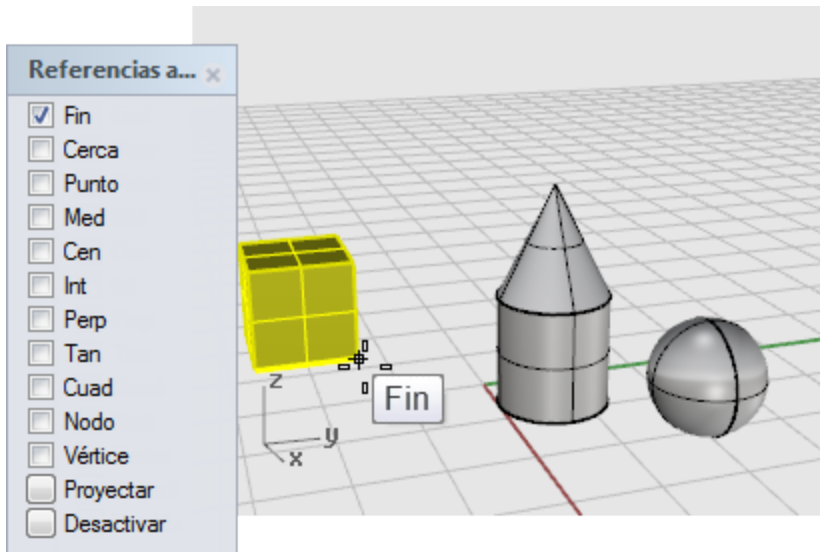 Referencias a...
Fin
Cerca
Punto
Med
Cen
Int
Perp
Tan
Cuad
Nodo
Vértice
Proyectar
Desactivar
Fin
z
y
x